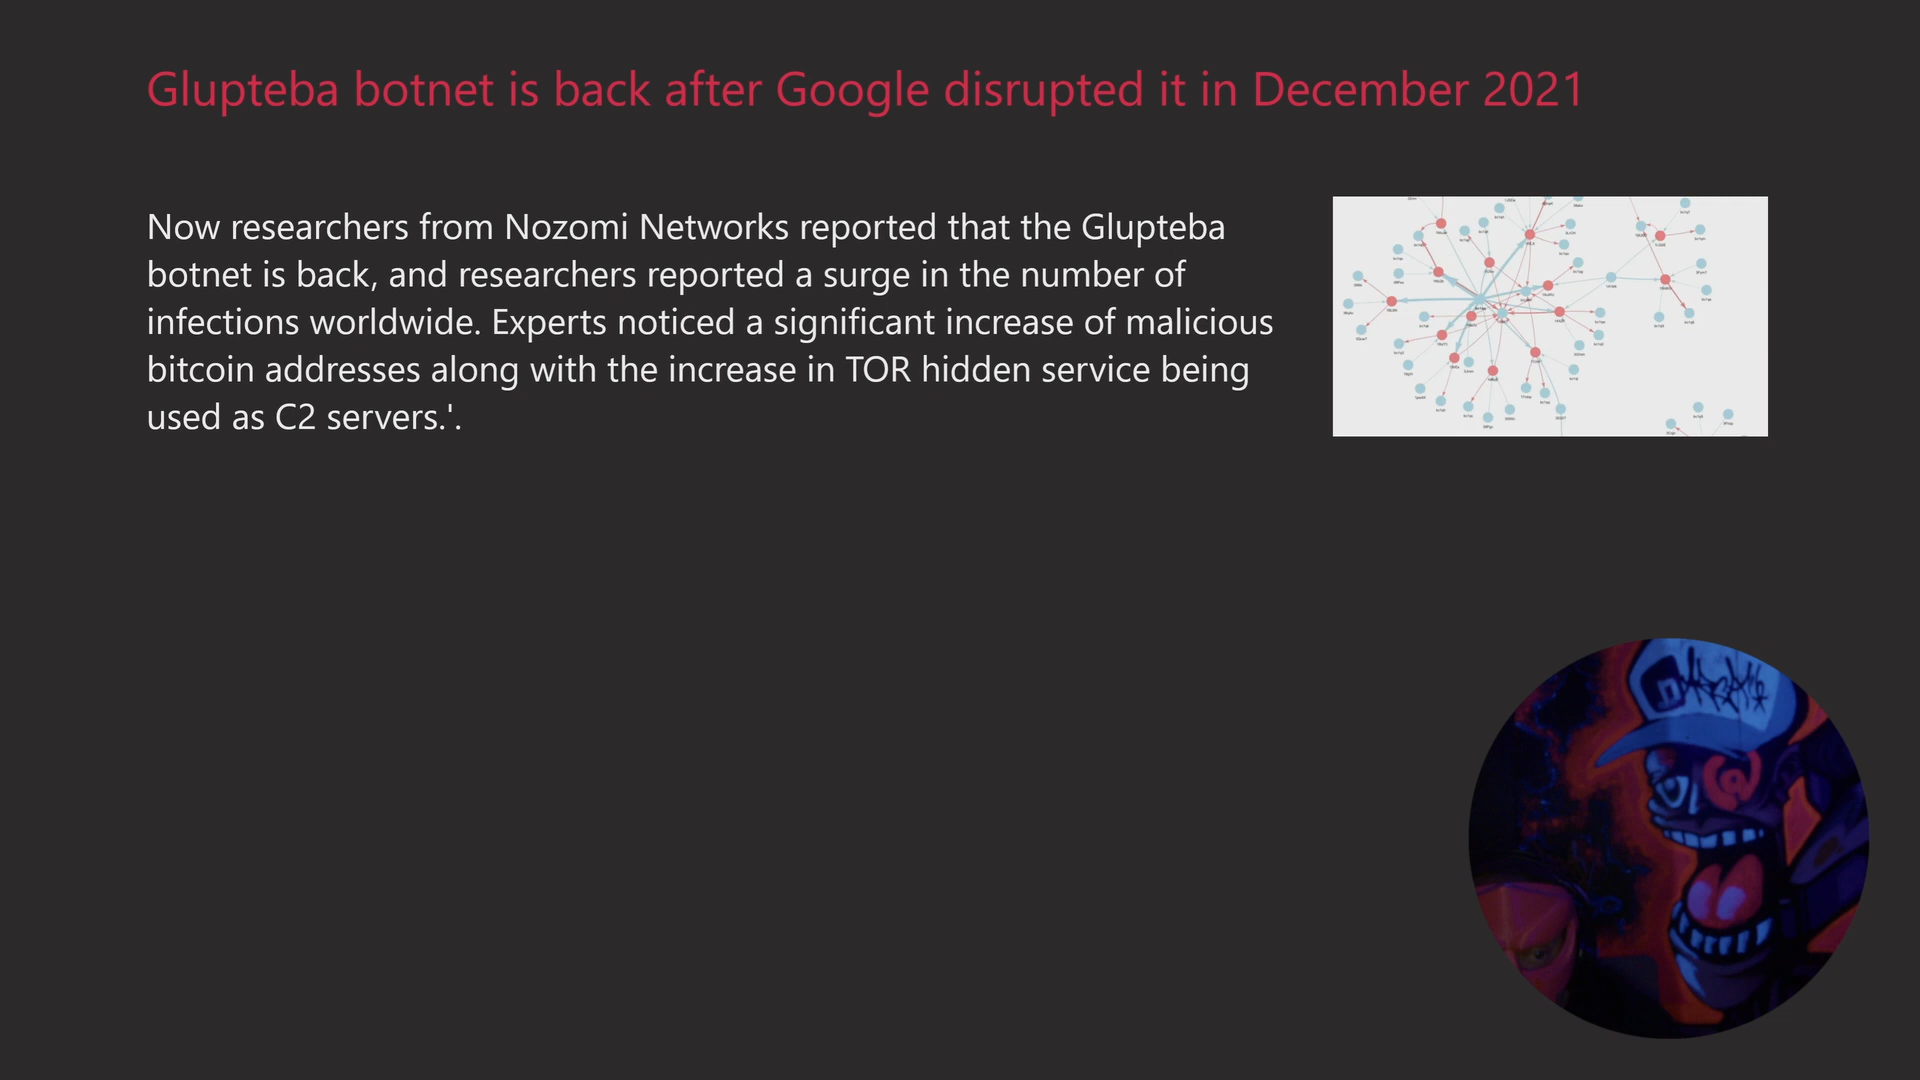 Glupteba botnet is back after Google disrupted it in December 2021
Now researchers from Nozomi Networks reported that the Glupteba
botnet is back, and researchers reported a surge in the number of
infections worldwide. Experts noticed a significant increase of malicious
bitcoin addresses along with the increase in TOR hidden service being
used as C2 servers.'.